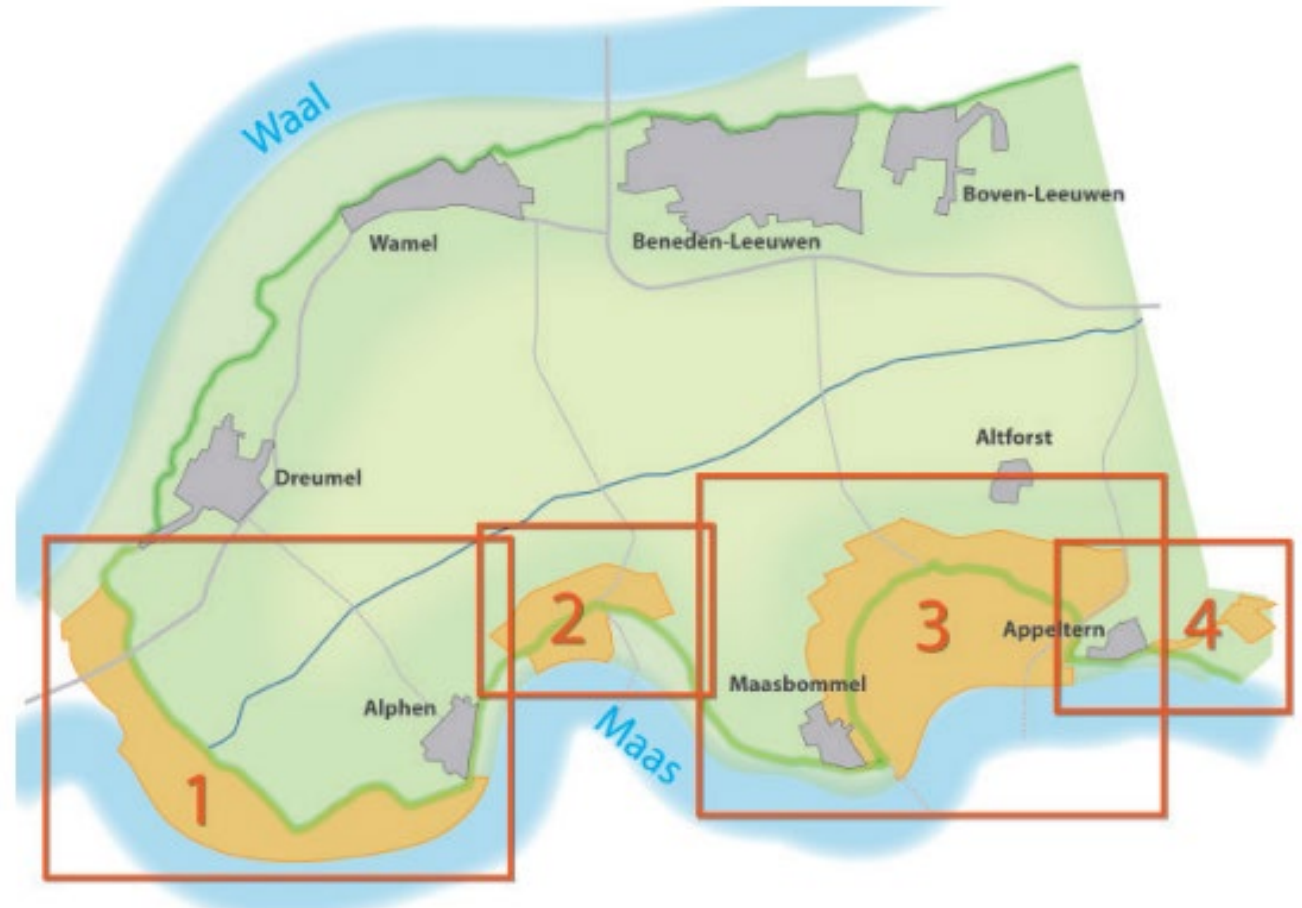 Waal
Boven-Leeuwen
Wamel
Beneden-Leeuwen
Altforst
Dreumel
2
3
Appeltern
4
Alphen
Maasbommel
Maas
1